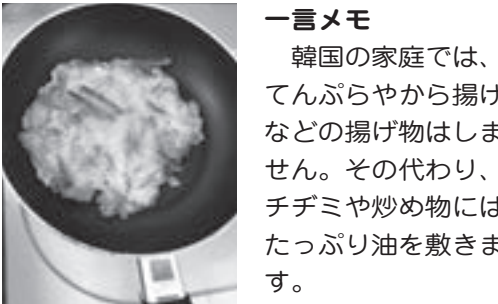 一言メモ
　韓国の家庭では、
てんぷらやから揚げ
などの揚げ物はしま
せん。その代わり、
チヂミや炒め物には
たっぷり油を敷きま
す。